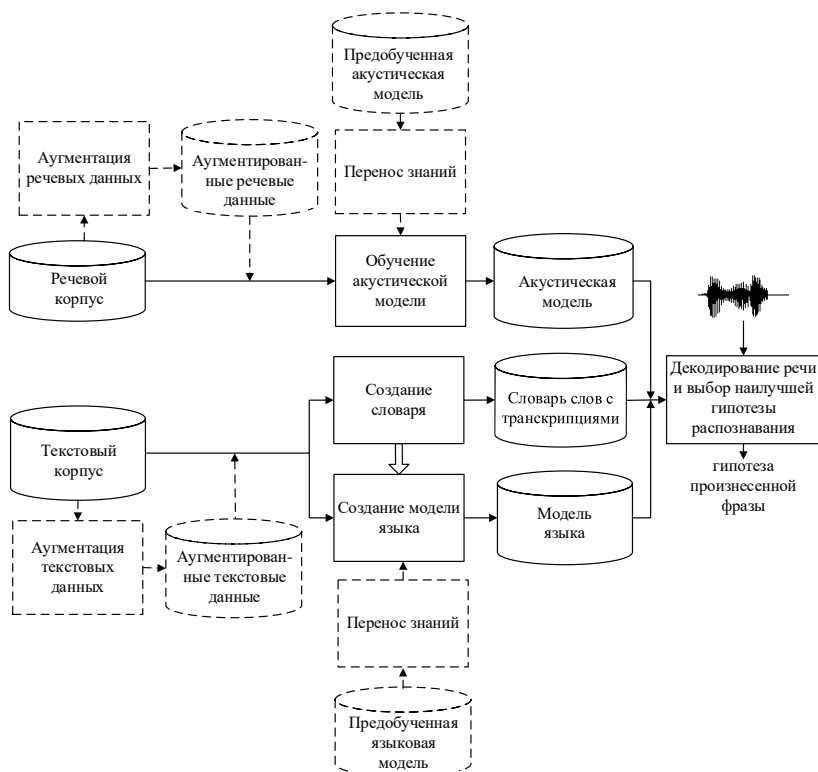 Предобученная
акустическая
модель
Аугментация
речевых данных
Аугментирован-
ные речевые
данные
Перенос знаний
Речевой
корпус
Обучение
акустической
модели
Акустическая
модель
Создание
словаря
Словарь слов с
транскрипциями
Декодирование речи
и выбор наилучшей
гипотезы
распознавания
Текстовый
корпус
гипотеза
произнесенной
фразы
Создание модели
языка
Модель
языка
Аугментация
текстовых
данных
Аугментирован-
ные текстовые
данные
Перенос знаний
Предобученная
языковая
модель